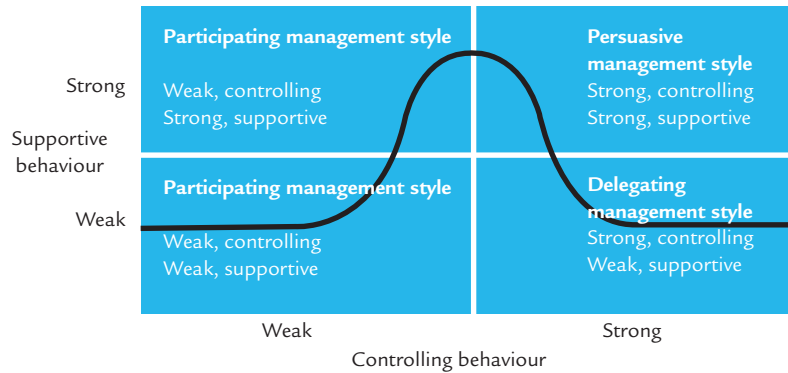 Participating management style
Weak, controlling
Strong, supportive
Persuasive
management style
Strong, controlling
Strong, supportive
Strong
Supportive
behaviour
Weak
Participating management style
Weak, controlling
Weak, supportive
Delegating
management style
Strong, controlling
Weak, supportive
Weak
Strong
Controlling behaviour